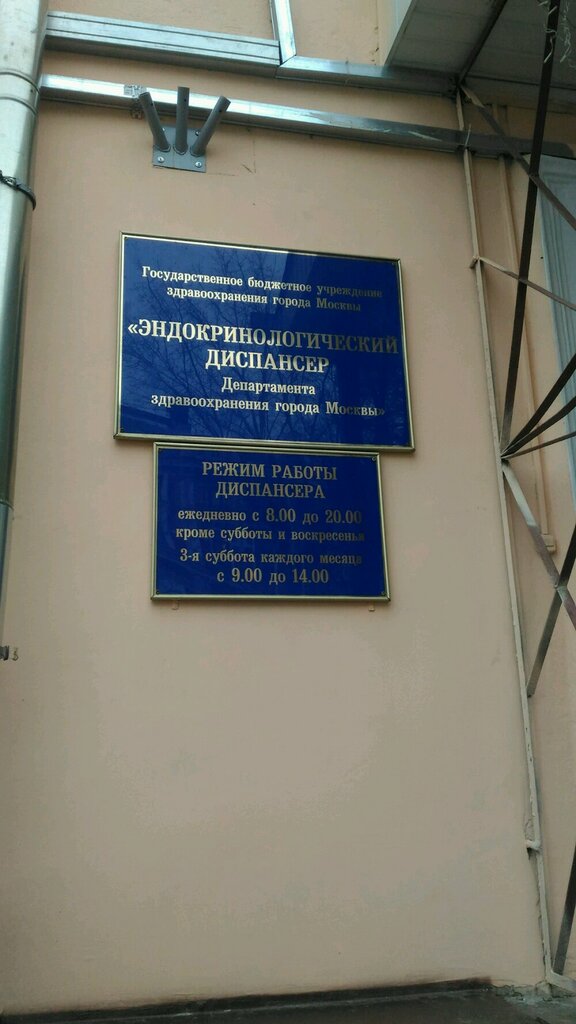 Государственное бюджетное учреждение
здравоохранения города Москвы
«ЭНДОКРИНОЛОГИЧЕСКИЙ
ДИСПАНСЕР
Департамента
здравоохранения города Москвы»
РЕЖИМ РАБОТЫ
ДИСПАНСЕРА
ежедневно с 8.00 до 20.00
кроме субботы и воскресенья
3-я суббота каждого месяца
с 9.00 до 14.00